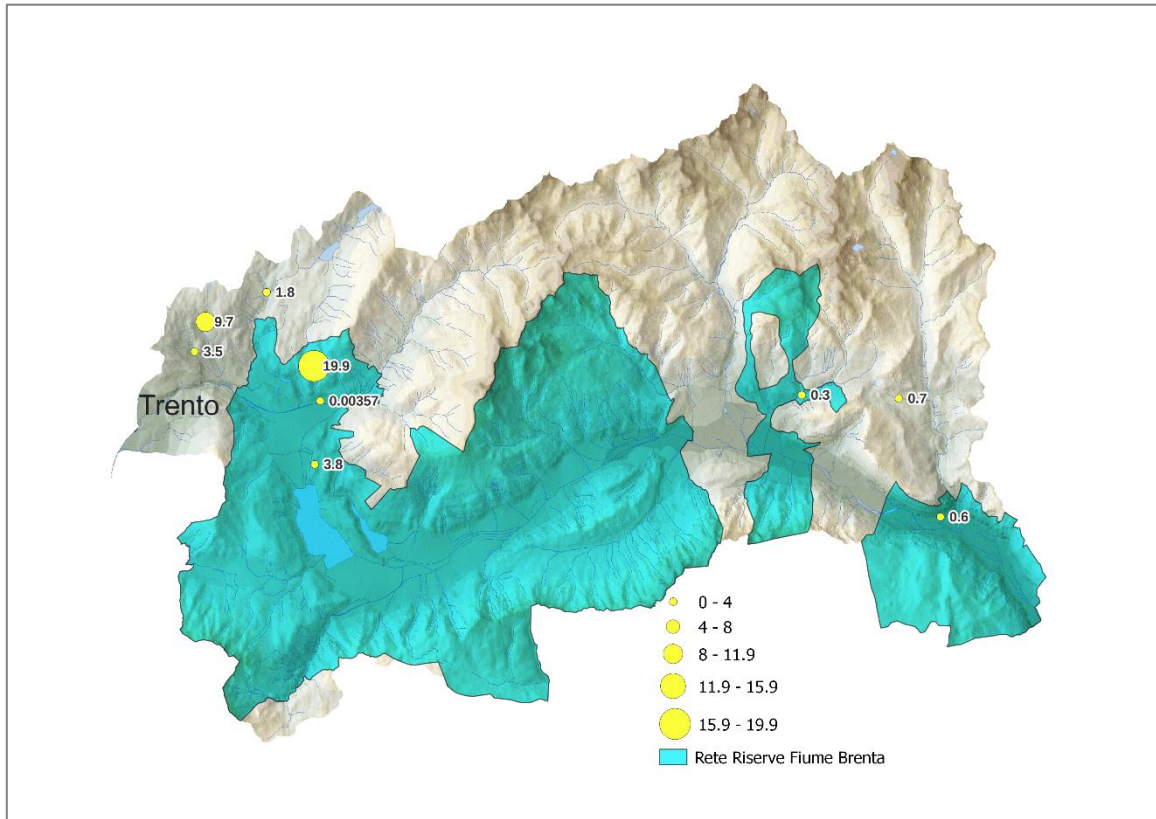 1.8
9.7
3.5
Trento
19.9
0.00357
3.8
0.3
0.7
0.6
0 - 4
4 - 8
8 - 11.9
11.9 - 15.9
15.9 - 19.9
Rete Riserve Fiume Brenta